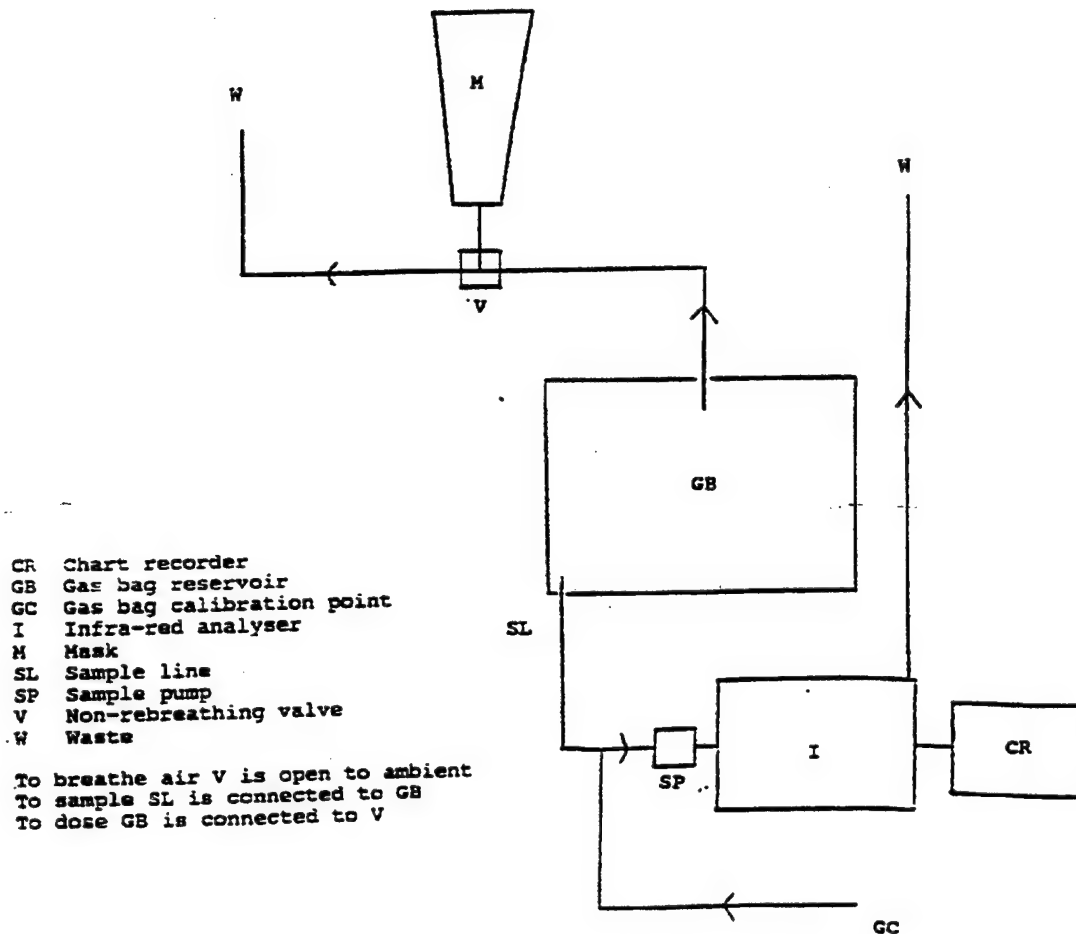 M
W
W
V
GB
CR Chart recorder
GB Gas bag reservoir
GC Gas bag calibration point
I Infra-red analyser
M Mask
SL Sample line
SP Sample pump
V Non-rebreathing valve
W Waste
SL
I
CR
SP
To breathe air V is open to ambient
To sample SL is connected to GB
To dose GB is connected to V
GC